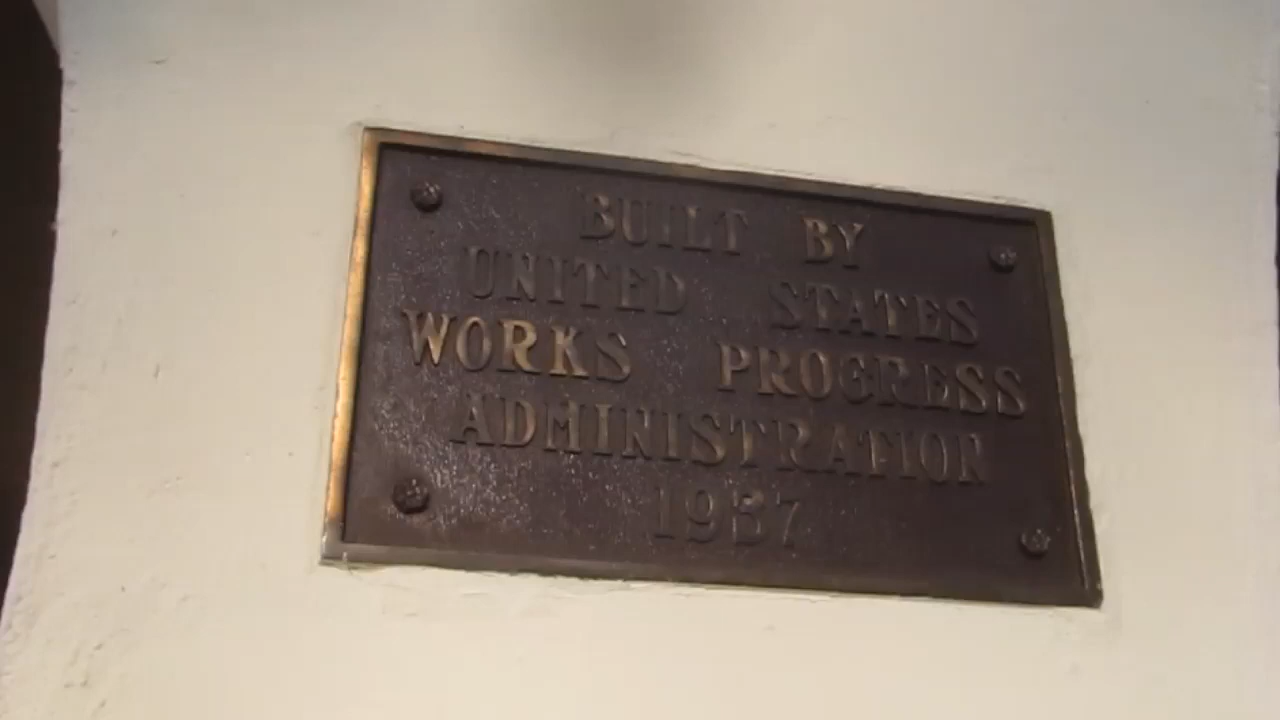 BUILT BY
UNITED STATES
WORKS PROGRESS
ADMINISTRATION
1937